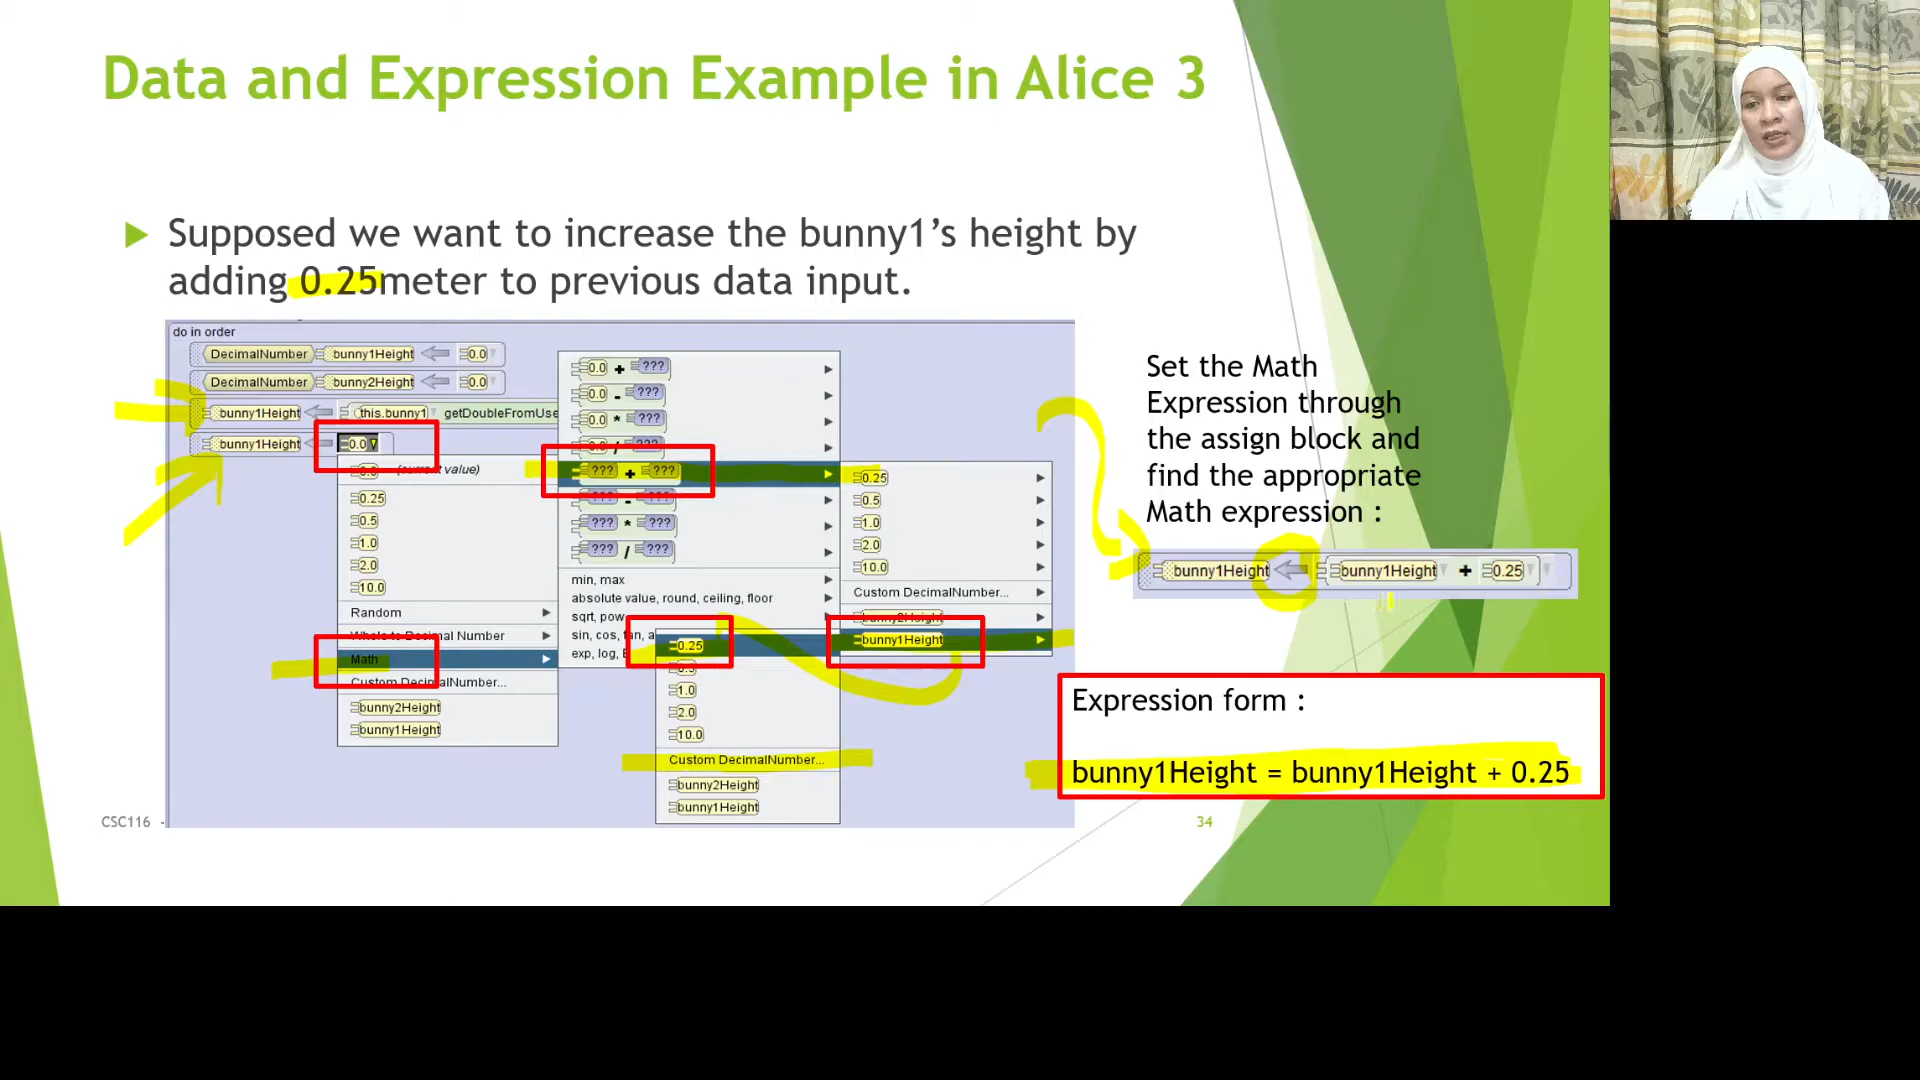 Data and Expression Example in Alice 3
Supposed we want to increase the bunny1’s height by
adding 0.25meter to previous data input.
do in order
DecimalNumber bunny1Height 0.0
DecimalNumber bunny2Height 0.0
bunny1Height this.bunny1 getDoubleFromUse
bunny1Height 0.0
(current value)
0.25
0.5
1.0
2.0
10.0
Random
Whole to Decimal Number
Math
Custom DecimalNumber...
bunny2Height
bunny1Height
0.0 + ???
0.0 - ???
0.0 * ???
0.0 / ???
??? + ???
??? - ???
??? * ???
??? / ???
min, max
absolute value, round, ceiling, floor
sqrt, pow
sin, cos, tan, a
exp, log, E
0.25
0.5
1.0
2.0
10.0
Custom DecimalNumber...
bunny2Height
bunny1Height
0.25
0.5
1.0
2.0
10.0
Custom DecimalNumber...
bunny2Height
bunny1Height
Set the Math
Expression through
the assign block and
find the appropriate
Math expression :
bunny1Height bunny1Height + 0.25
Expression form :
bunny1Height = bunny1Height + 0.25
CSC116 -
34